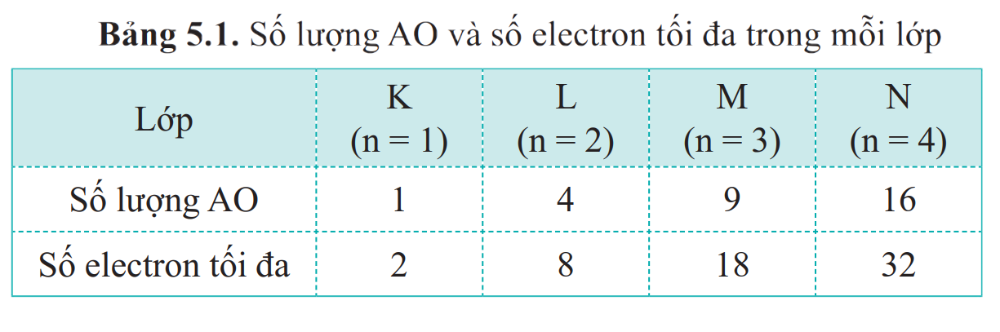 Bảng 5.1. Số lượng AO và số electron tối đa trong mỗi lớp
Lớp
K
(n = 1)
L
(n = 2)
M
(n = 3)
N
(n = 4)
Số lượng AO
1
4
9
16
Số electron tối đa
2
8
18
32